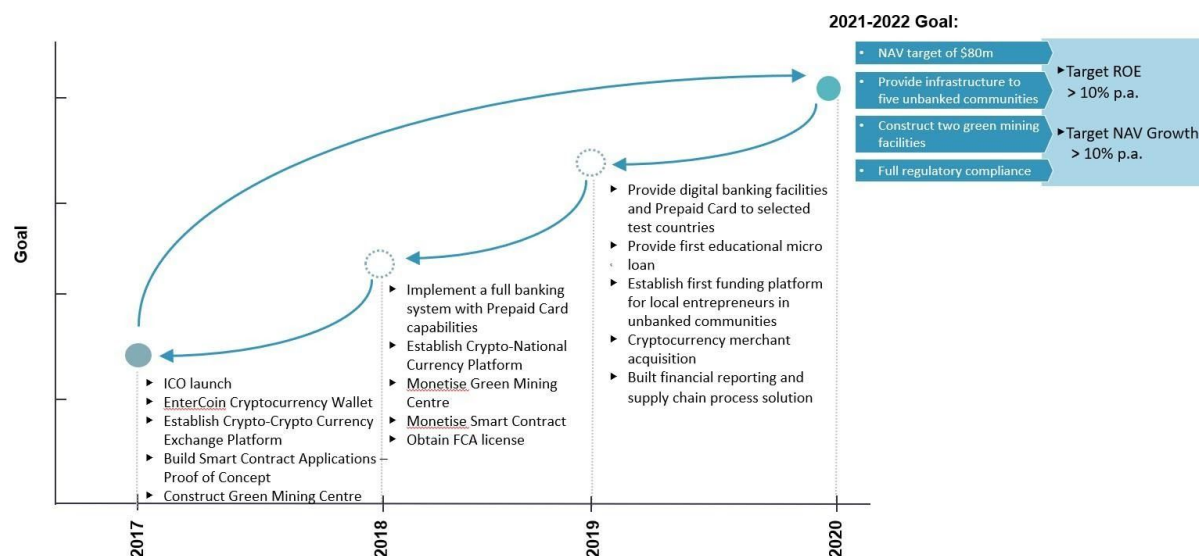 2021-2022 Goal:
• NAV target of $80m
• Provide infrastructure to
five unbanked communities
• Construct two green mining
facilities
• Full regulatory compliance
►Target ROE
> 10% p.a.
►Target NAV Growth
> 10% p.a.
Goal
► ICO launch
► EnterCoin Cryptocurrency Wallet
► Establish Crypto-Crypto Currency
Exchange Platform
► Build Smart Contract Applications –
Proof of Concept
► Construct Green Mining Centre
► Implement a full banking
system with Prepaid Card
capabilities
► Establish Crypto-National
Currency Platform
► Monetise Green Mining
Centre
► Monetise Smart Contract
► Obtain FCA license
► Provide digital banking facilities
and Prepaid Card to selected
test countries
► Provide first educational micro
loan
► Establish first funding platform
for local entrepreneurs in
unbanked communities
► Cryptocurrency merchant
acquisition
► Built financial reporting and
supply chain process solution
2017
2018
2019
2020